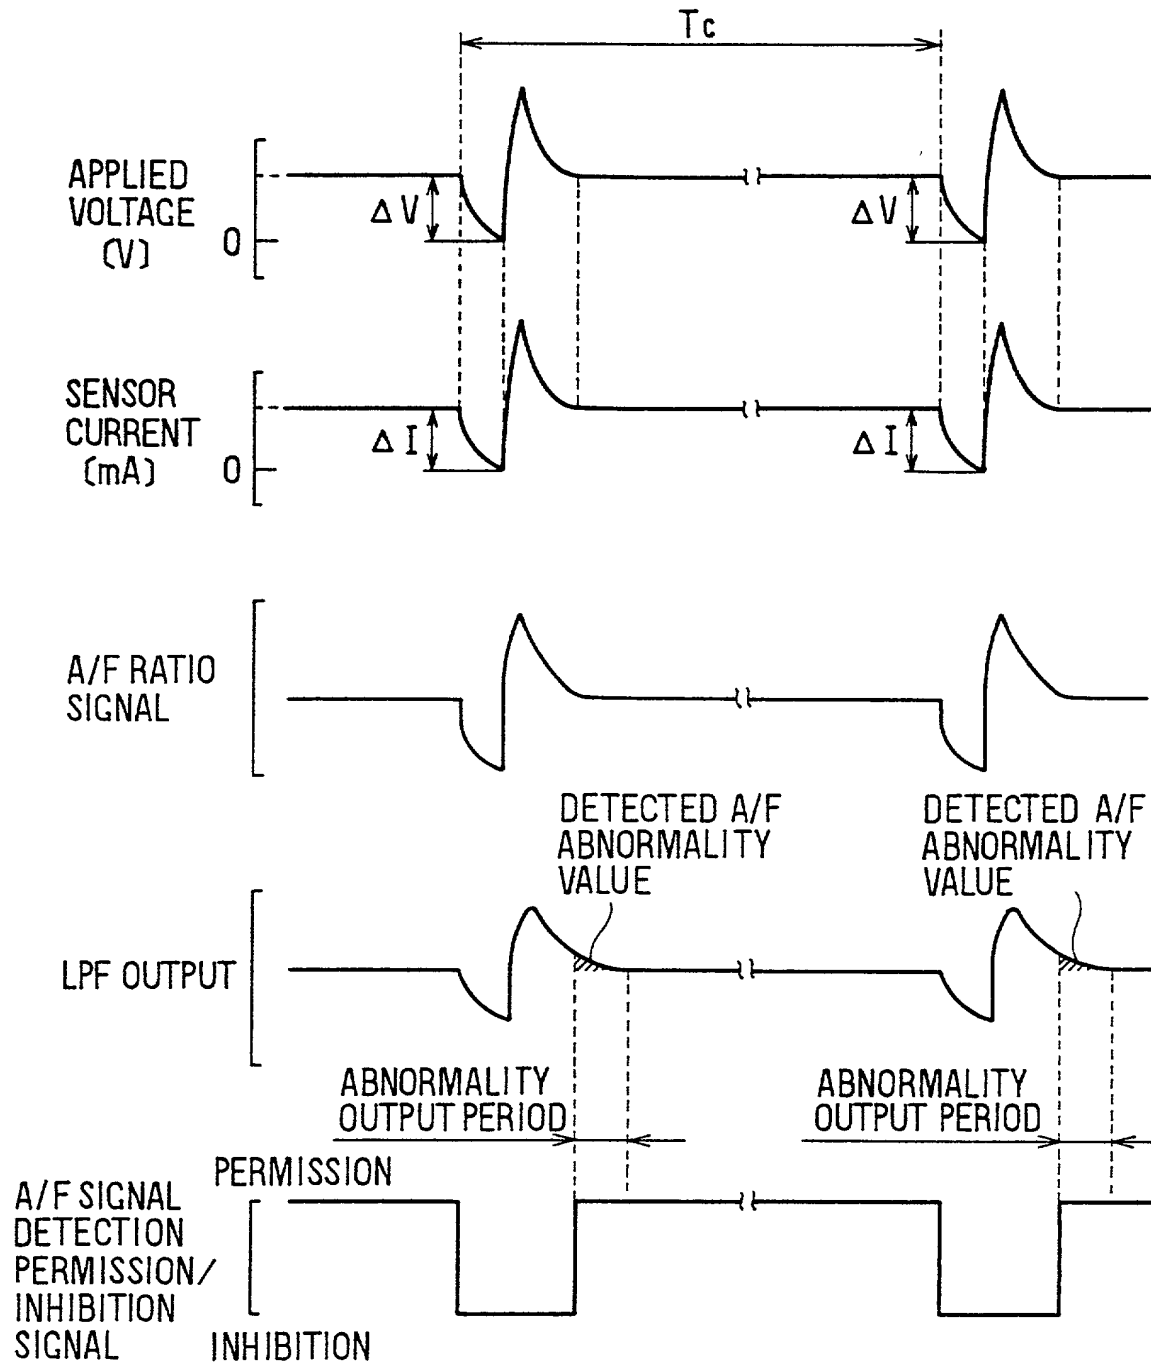 Tc
APPLIED
VOLTAGE
(V)
0
ΔV
ΔV
SENSOR
CURRENT
(mA)
0
ΔI
ΔI
A/F RATIO
SIGNAL
DETECTED A/F
ABNORMALITY
VALUE
DETECTED A/F
ABNORMALITY
VALUE
LPF OUTPUT
ABNORMALITY
OUTPUT PERIOD
ABNORMALITY
OUTPUT PERIOD
PERMISSION
A/F SIGNAL
DETECTION
PERMISSION/
INHIBITION
SIGNAL
INHIBITION